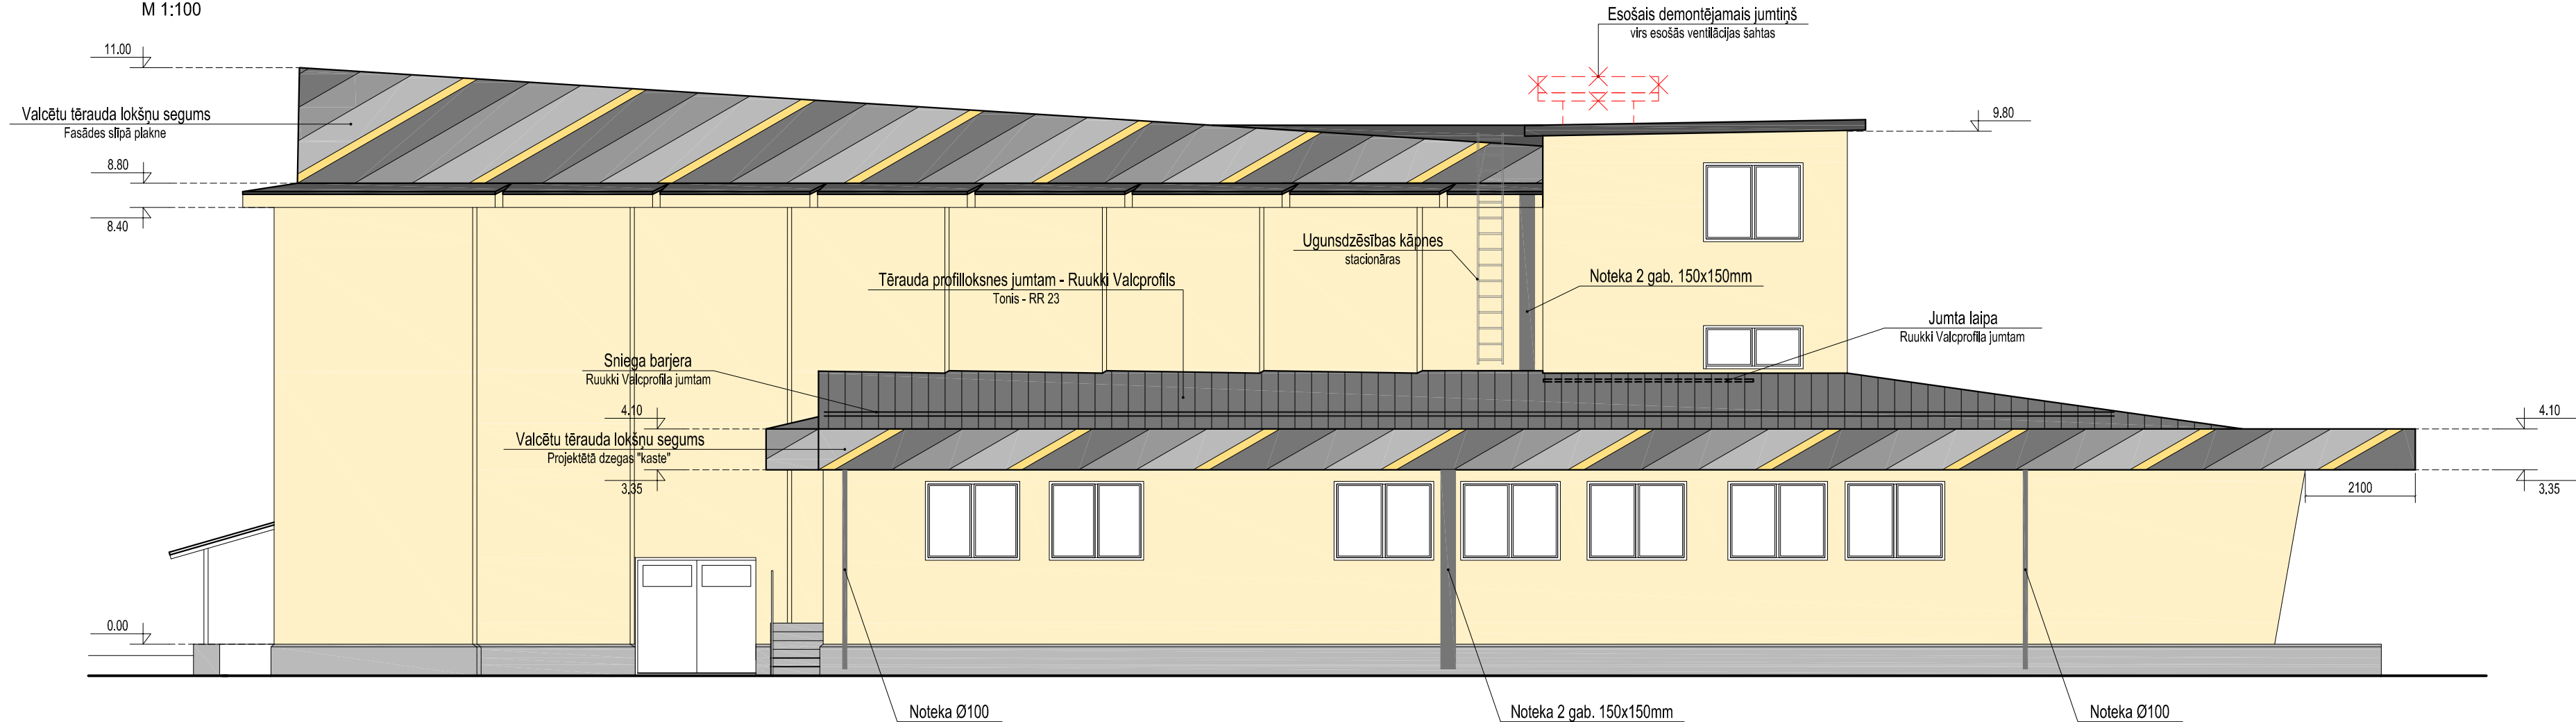 M 1:100
Esošais demontējamais jumtiņš
virs esošās ventilācijas šahtas
11.00
Valcētu tērauda lokšņu segums
Fasādes slīpā plakne
9.80
8.80
8.40
Ugunsdzēsības kāpnes
stacionāras
Tērauda profilloksnes jumtam - Ruukki Valcprofils
Tonis - RR 23
Noteka 2 gab. 150x150mm
Jumta laipa
Ruukki Valcprofila jumtam
Sniega barjera
Ruukki Valcprofila jumtam
4.10
4.10
Valcētu tērauda lokšņu segums
Projektētā dzegas "kaste"
3,35
2100
3,35
0.00
Noteka Ø100
Noteka 2 gab. 150x150mm
Noteka Ø100